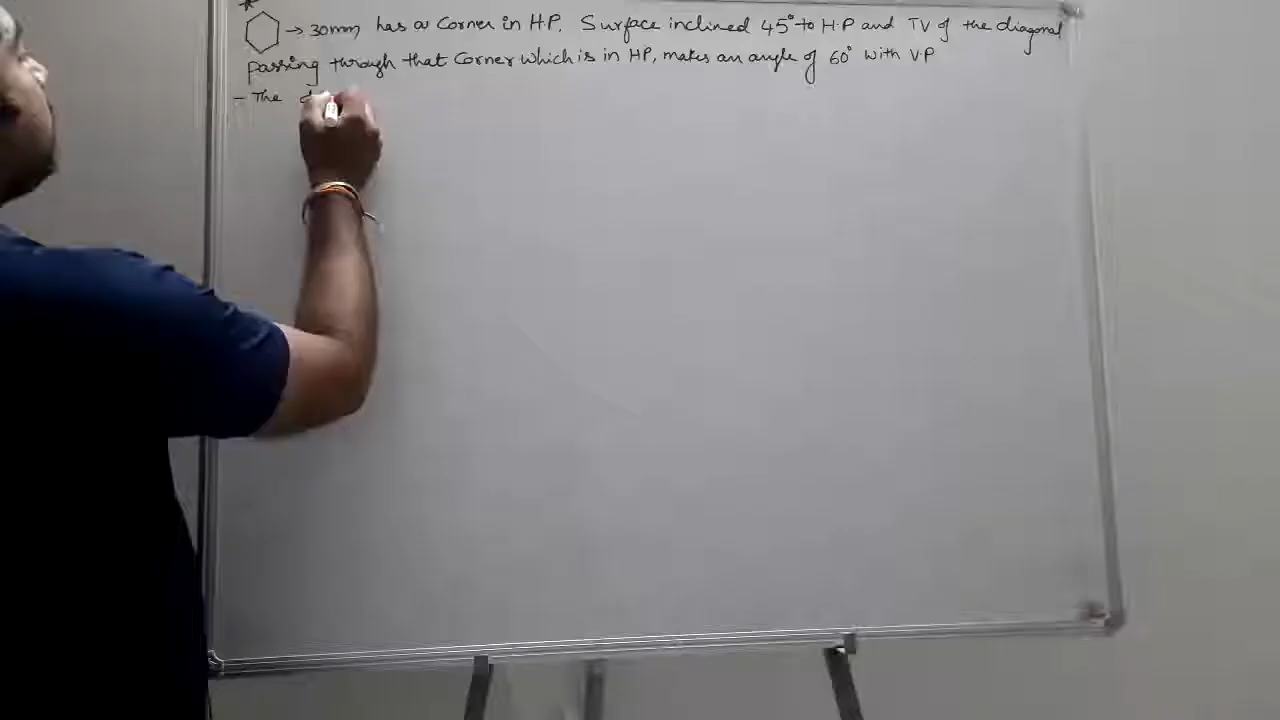 → 30mm has a Corner in H.P. Surface inclined 45° to H.P and TV of the diagonal
passing through that Corner which is in HP, makes an angle of 60° with V.P
- The